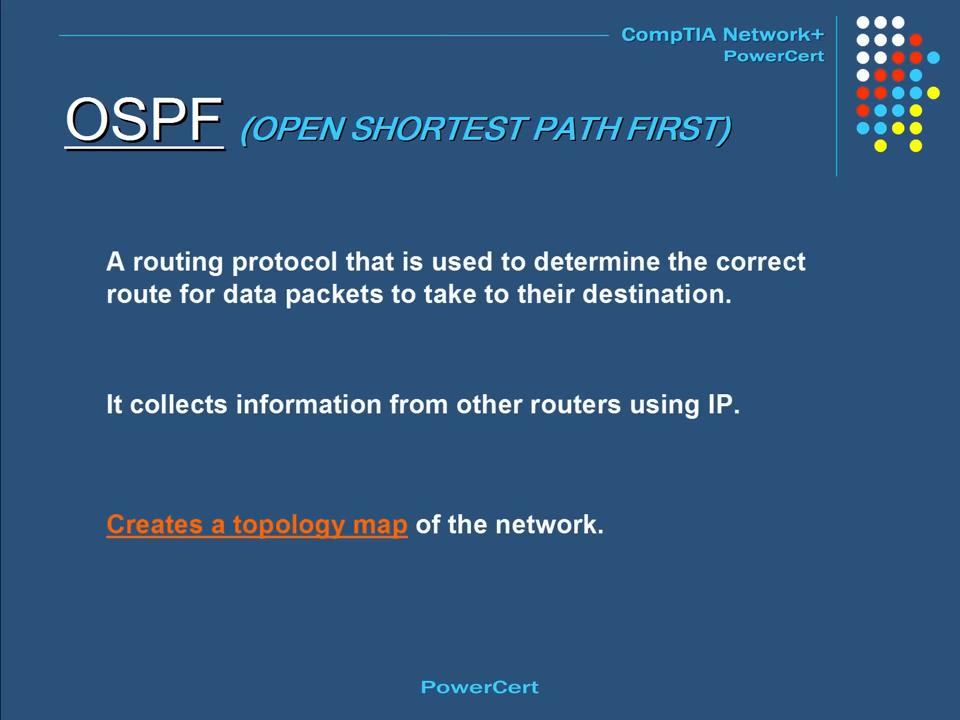 CompTIA Network+
PowerCert
OSPF (OPEN SHORTEST PATH FIRST)
A routing protocol that is used to determine the correct
route for data packets to take to their destination.
It collects information from other routers using IP.
Creates a topology map of the network.
PowerCert